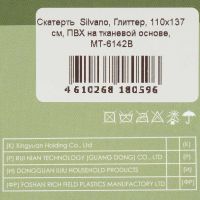 Скатерть Silvano, Глиттер, 110x137
см, ПВХ на тканевой основе,
MT-6142B
4 610268 180596
[K] Xingyuan Holding Co., Ltd [K]
[P] RUI NIAN TECHNOLOGY (GUANG DONG) CO., LTD [P]
[H] DONGGUAN LUJU HOUSEHOLD PRODUCTS [H]
[ФР] FOSHAN RICH FIELD PLASTICS MANUFACTORY LTD [ФР]